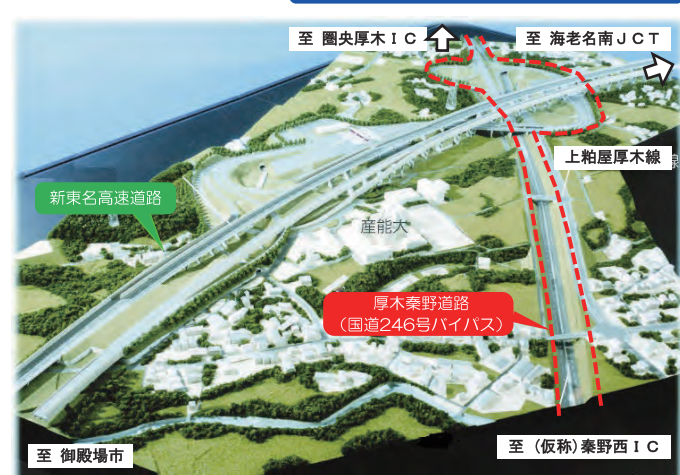 至 圏央厚木ＩＣ
至 海老名南ＪＣＴ
上粕屋厚木線
線
新東名高速道路
産能大
厚木秦野道路
（国道246号バイパス）
至 御殿場市
至 (仮称)秦野西ＩＣ